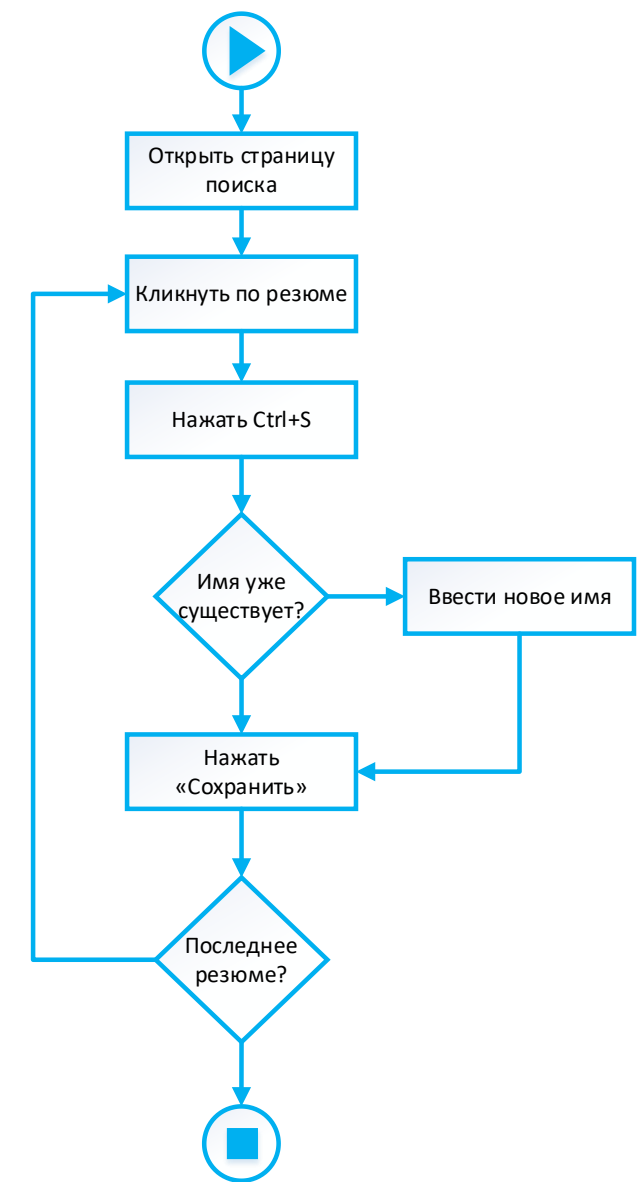 Открыть страницу
поиска
Кликнуть по резюме
Нажать Ctrl+S
Имя уже
существует?
Ввести новое имя
Нажать
«Сохранить»
Последнее
резюме?